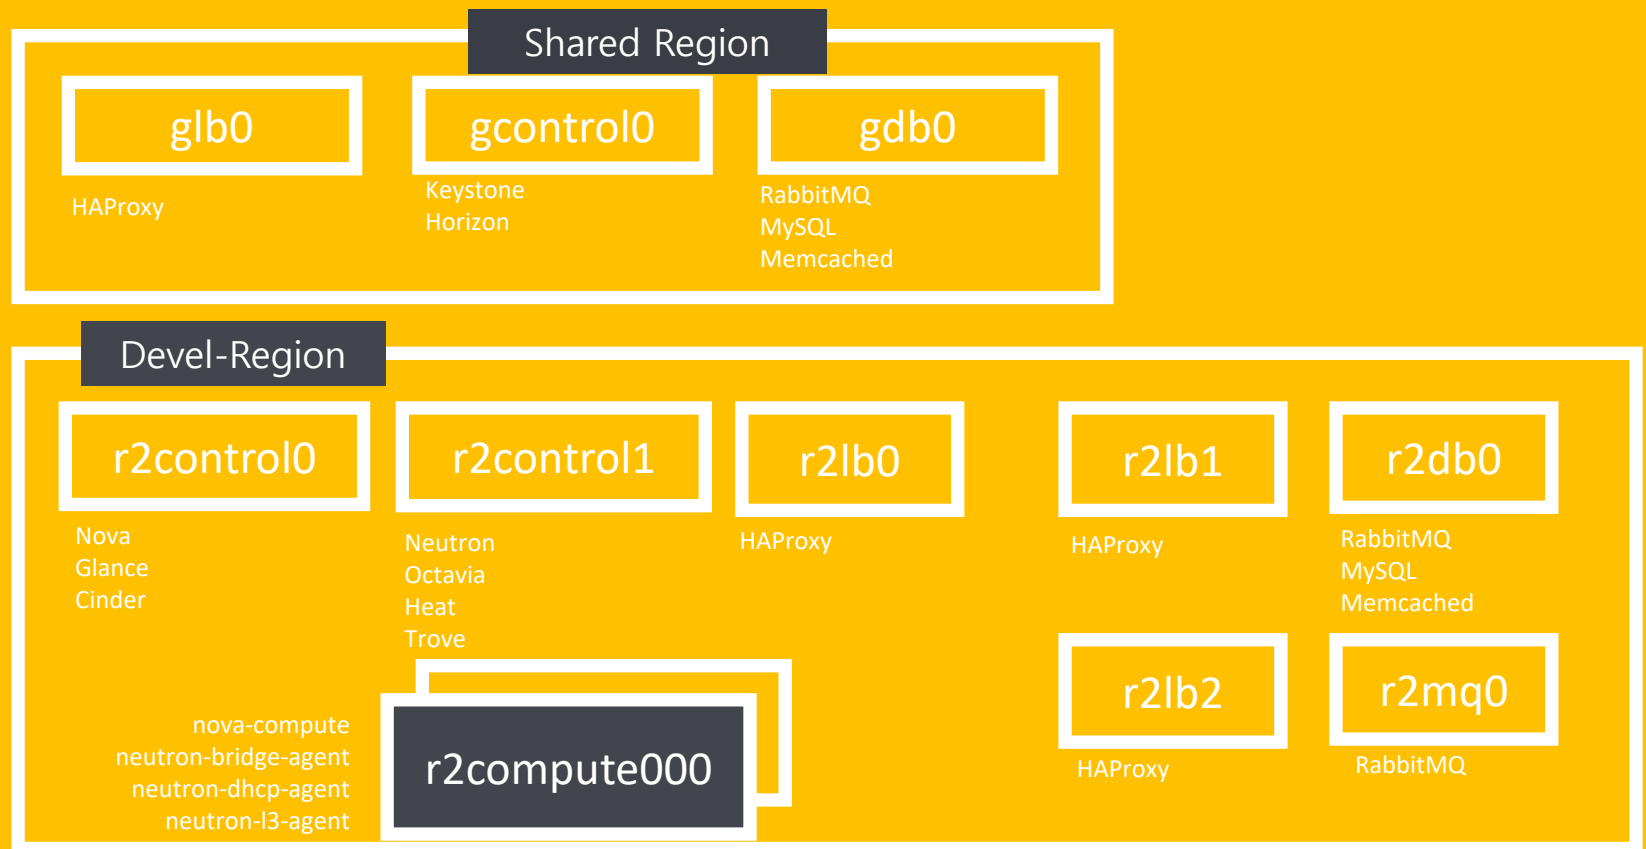 Shared Region
glb0
HAProxy
gcontrol0
Keystone
Horizon
gdb0
RabbitMQ
MySQL
Memcached
Devel-Region
r2control0
Nova
Glance
Cinder
r2control1
Neutron
Octavia
Heat
Trove
r2lb0
HAProxy
r2lb1
HAProxy
r2db0
RabbitMQ
MySQL
Memcached
nova-compute
neutron-bridge-agent
neutron-dhcp-agent
neutron-l3-agent
r2compute000
r2lb2
HAProxy
r2mq0
RabbitMQ